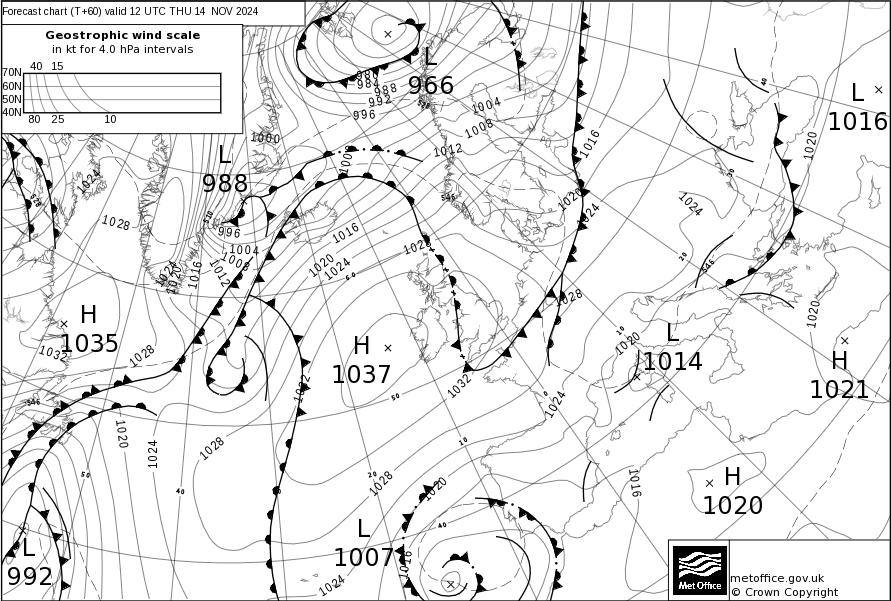 Forecast chart (T+60) valid 12 UTC THU 14 NOV 2024
Geostrophic wind scale
in kt for 4.0 hPa intervals
40 15
70N
60N
50N
40N
80 25 10
L
966
984
988
992
996
1000
1004
1008
1012
1016
L
1016
1020
L
988
1024
1028
996
1004
1008
1012
1016
1020
1024
1016
1020
1024
1028
1020
1024
1024
1028
H
1035
1032
1028
H
1037
1032
1032
L
1014
1020
1020
H
1021
1024
1020
1024
1028
1028
1020
H
1020
1016
L
1007
1016
1024
L
992
Met Office
metoffice.gov.uk
© Crown Copyright